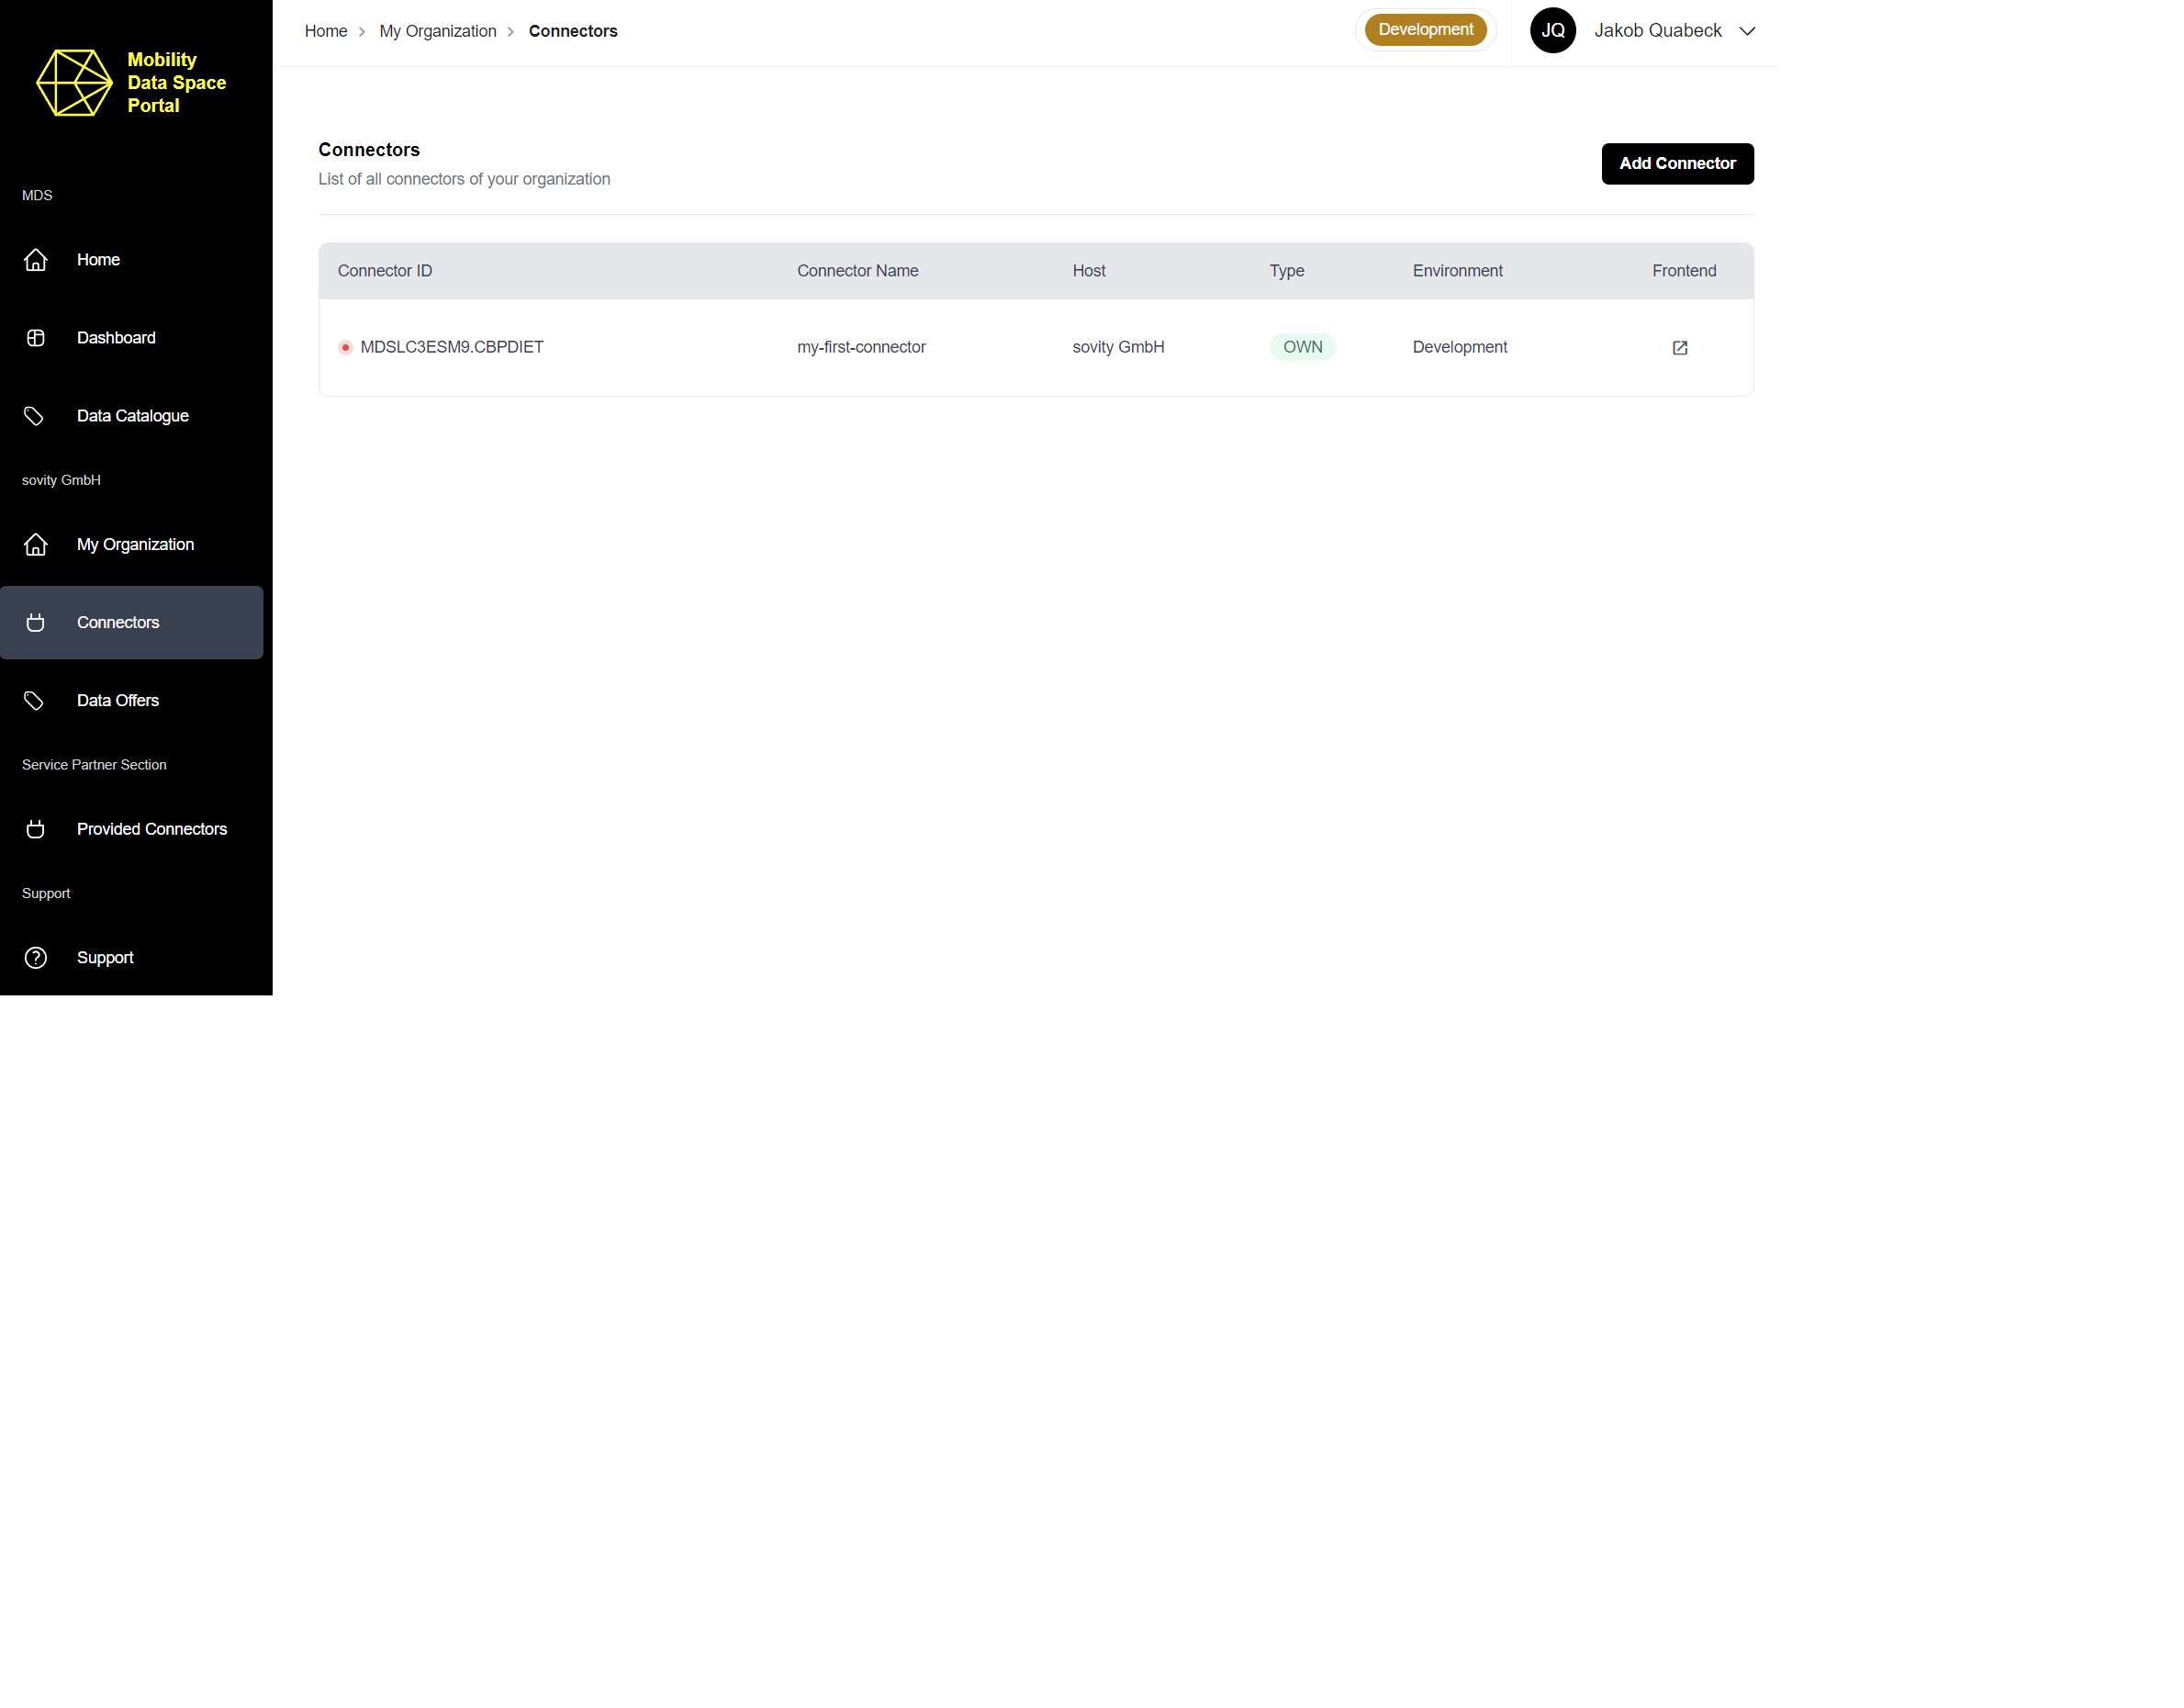 Mobility
Data Space
Portal
MDS
Home
Dashboard
Data Catalogue
sovity GmbH
My Organization
Connectors
Data Offers
Service Partner Section
Provided Connectors
Support
Support
Home > My Organization > Connectors
Development
JQ Jakob Quabeck
Connectors
List of all connectors of your organization
Add Connector
Connector ID Connector Name Host Type Environment Frontend
MDSLC3ESM9.CBPDIET my-first-connector sovity GmbH OWN Development